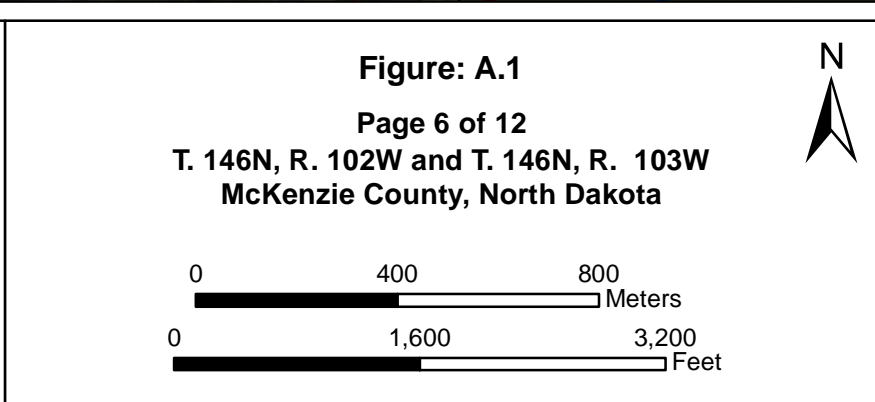 Figure: A.1
N
Page 6 of 12
T. 146N, R. 102W and T. 146N, R. 103W
McKenzie County, North Dakota
0 400 800
Meters
0 1,600 3,200
Feet